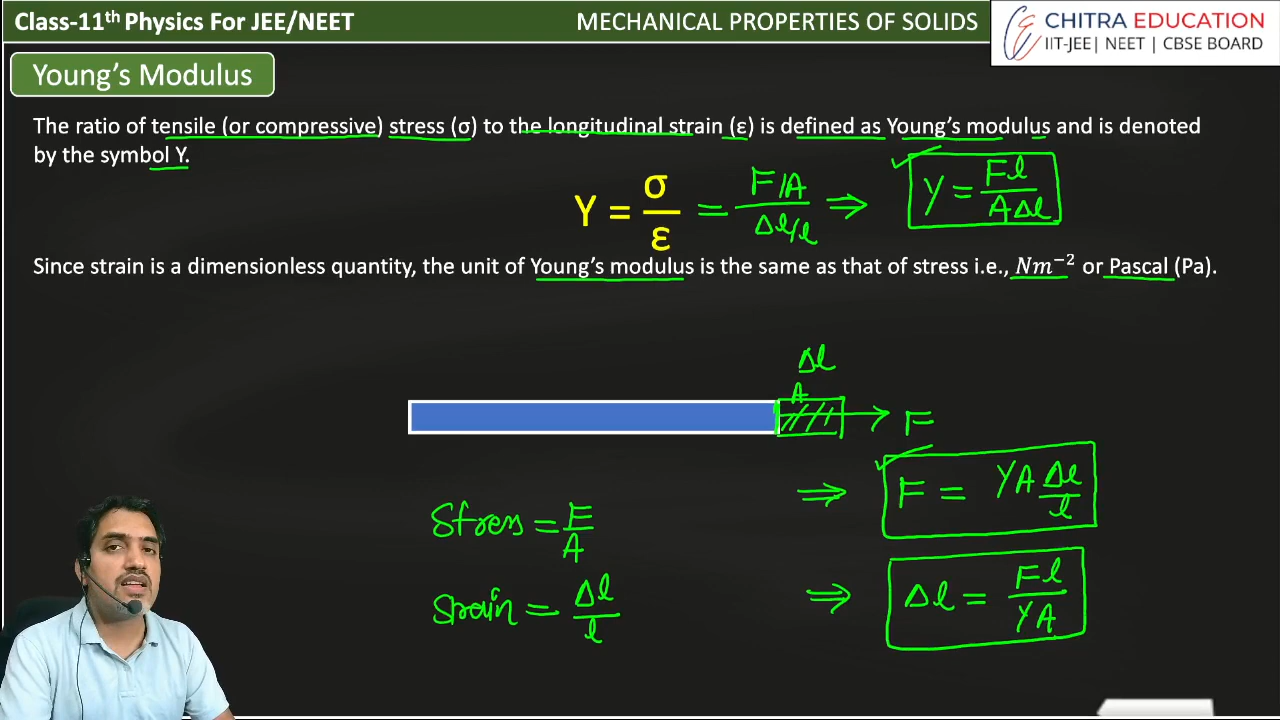 Class-11th Physics For JEE/NEET
MECHANICAL PROPERTIES OF SOLIDS
CHITRA EDUCATION
IIT-JEE| NEET | CBSE BOARD
Young's Modulus
The ratio of tensile (or compressive) stress (σ) to the longitudinal strain (ε) is defined as Young's modulus and is denoted
by the symbol Y.
Y = σ/ε = F/A / Δl/l ⇒ Y = Fl/AΔl
Since strain is a dimensionless quantity, the unit of Young's modulus is the same as that of stress i.e., Nm⁻² or Pascal (Pa).
Δl
A
F
⇒ F = YA Δl/l
Stress = F/A
⇒ Δl = Fl/YA
Strain = Δl/l